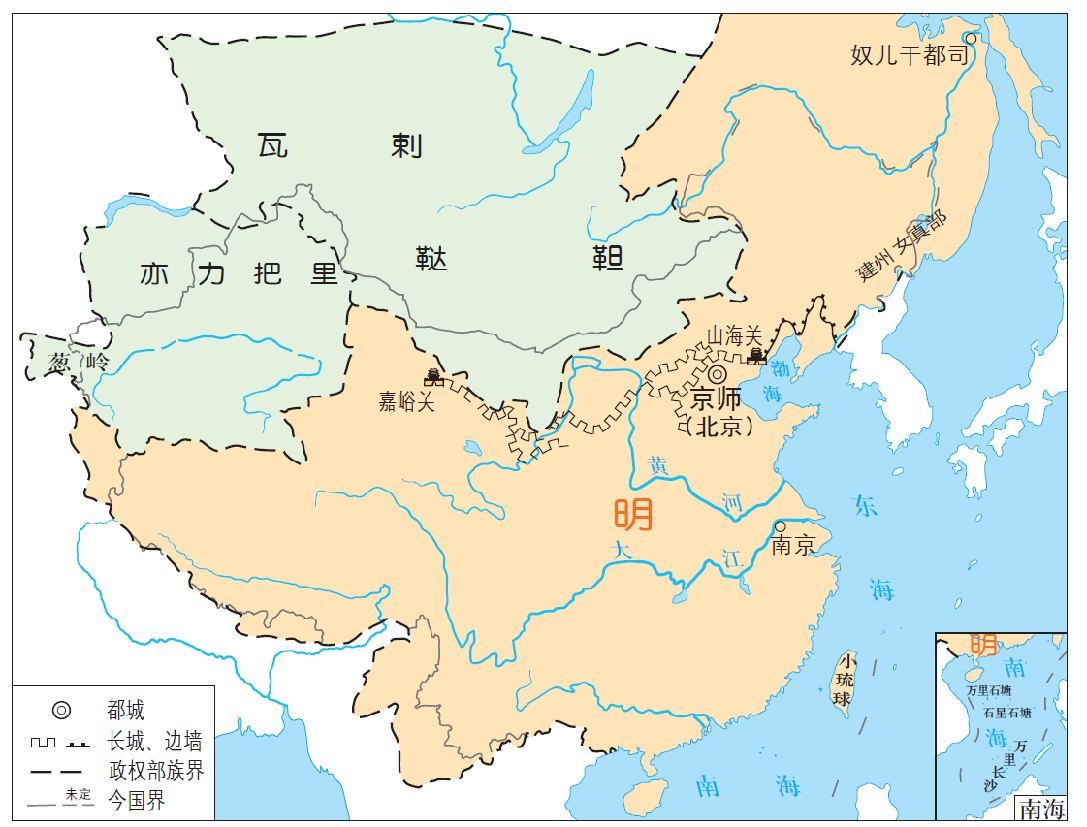 奴儿干都司
瓦剌
建州女真部
鞑靼
亦力把里
山海关
葱岭
渤海
嘉峪关
京师
(北京)
黄河
明
东海
南京
大江
小琉球
南海
都城
长城、边墙
政权部族界
未定
今国界
明
南海
万里石塘
石星石塘
万里长沙
南海